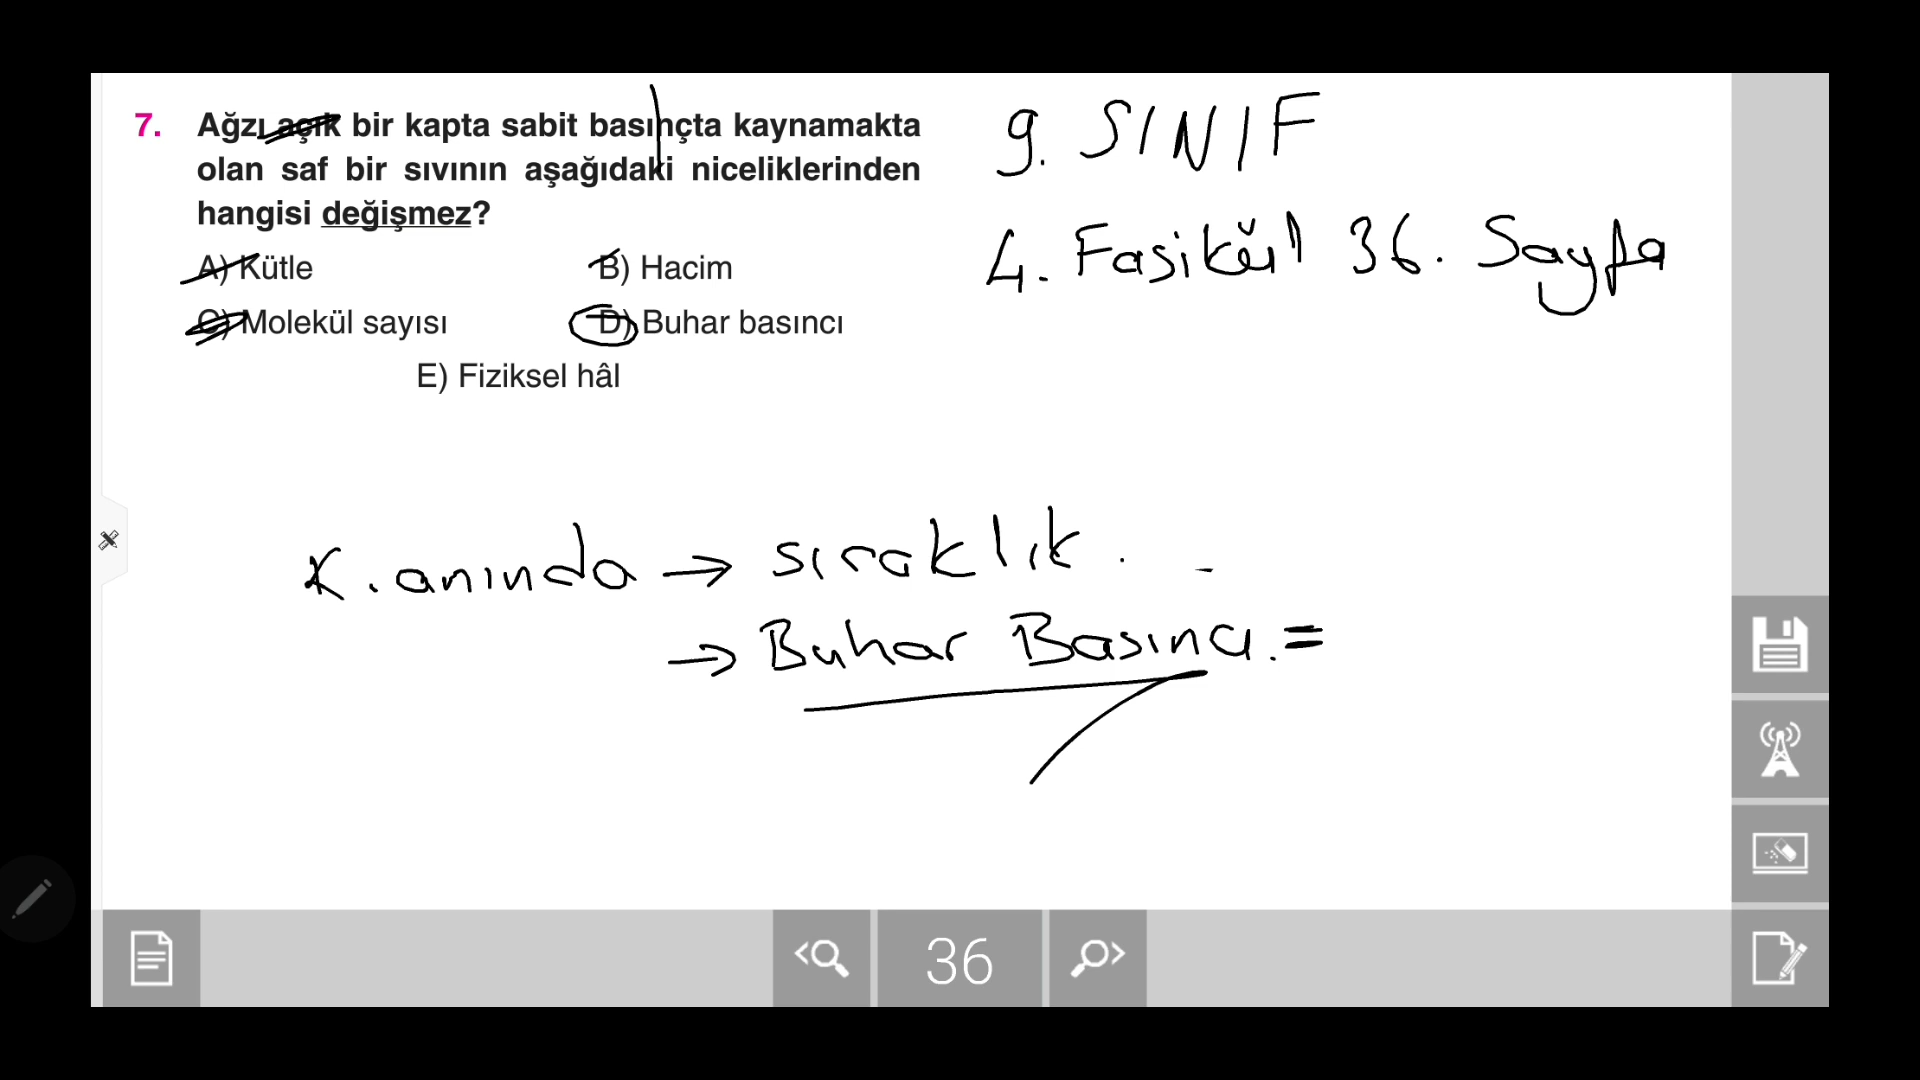 7. Ağzı açık bir kapta sabit basınçta kaynamakta
olan saf bir sıvının aşağıdaki niceliklerinden
hangisi değişmez?
A) Kütle B) Hacim
C) Molekül sayısı D) Buhar basıncı
E) Fiziksel hâl
9. SINIF
4. Fasikül 36. Sayfa
K. anında → sıcaklık.
→ Buhar Basıncı. =
36